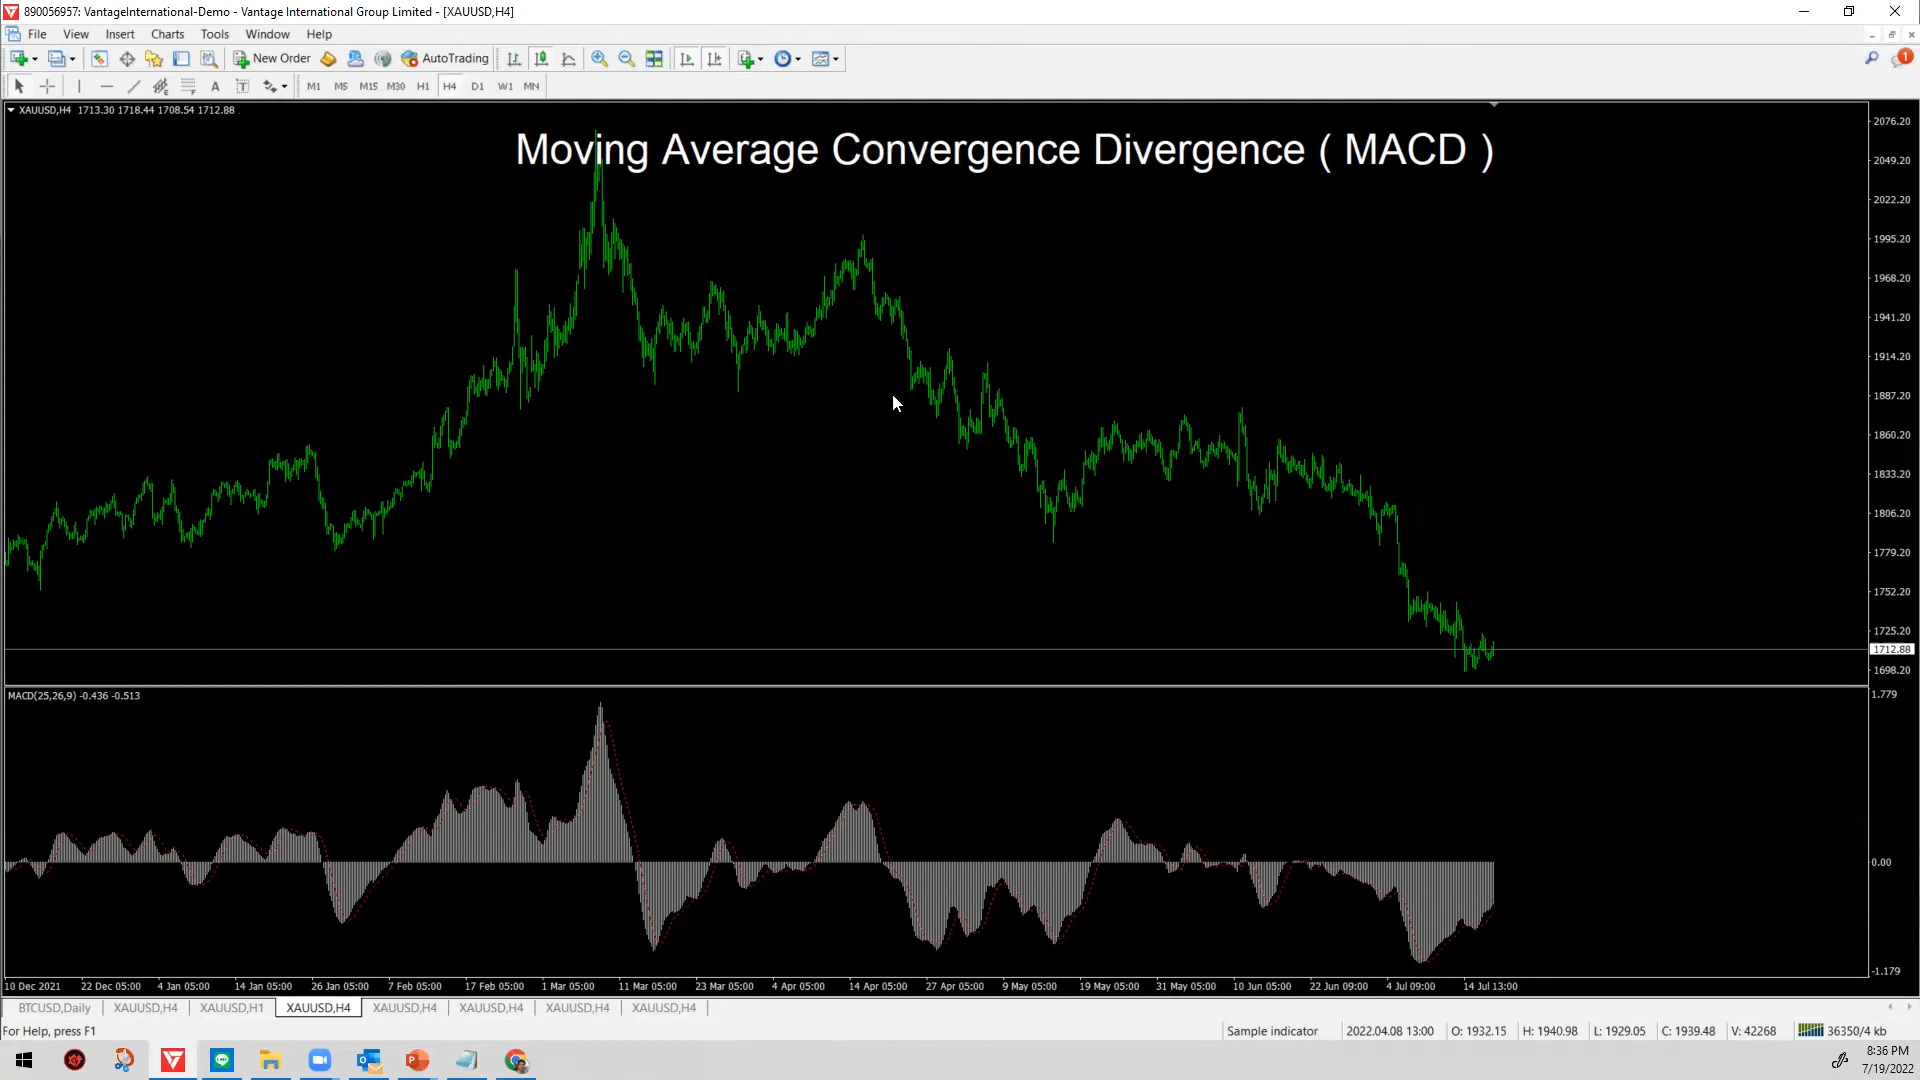 890056957: VantageInternational-Demo - Vantage International Group Limited - [XAUUSD,H4]
File View Insert Charts Tools Window Help
New Order AutoTrading 1
A T M1 M5 M15 M30 H1 H4 D1 W1 MN
XAUUSD,H4 1713.30 1718.44 1708.54 1712.88
Moving Average Convergence Divergence ( MACD )
2076.20
2049.20
2022.20
1995.20
1968.20
1941.20
1914.20
1887.20
1860.20
1833.20
1806.20
1779.20
1752.20
1725.20
1712.88
1698.20
MACD(25,26,9) -0.436 -0.513
1.779
0.00
-1.179
10 Dec 2021 22 Dec 05:00 4 Jan 05:00 14 Jan 05:00 26 Jan 05:00 7 Feb 05:00 17 Feb 05:00 1 Mar 05:00 11 Mar 05:00 23 Mar 05:00 4 Apr 05:00 14 Apr 05:00 27 Apr 05:00 9 May 05:00 19 May 05:00 31 May 05:00 10 Jun 05:00 22 Jun 09:00 4 Jul 09:00 14 Jul 13:00
BTCUSD,Daily XAUUSD,H4 XAUUSD,H1 XAUUSD,H4 XAUUSD,H4 XAUUSD,H4 XAUUSD,H4 XAUUSD,H4
For Help, press F1 Sample indicator 2022.04.08 13:00 O: 1932.15 H: 1940.98 L: 1929.05 C: 1939.48 V: 42268 36350/4 kb
8:36 PM
7/19/2022